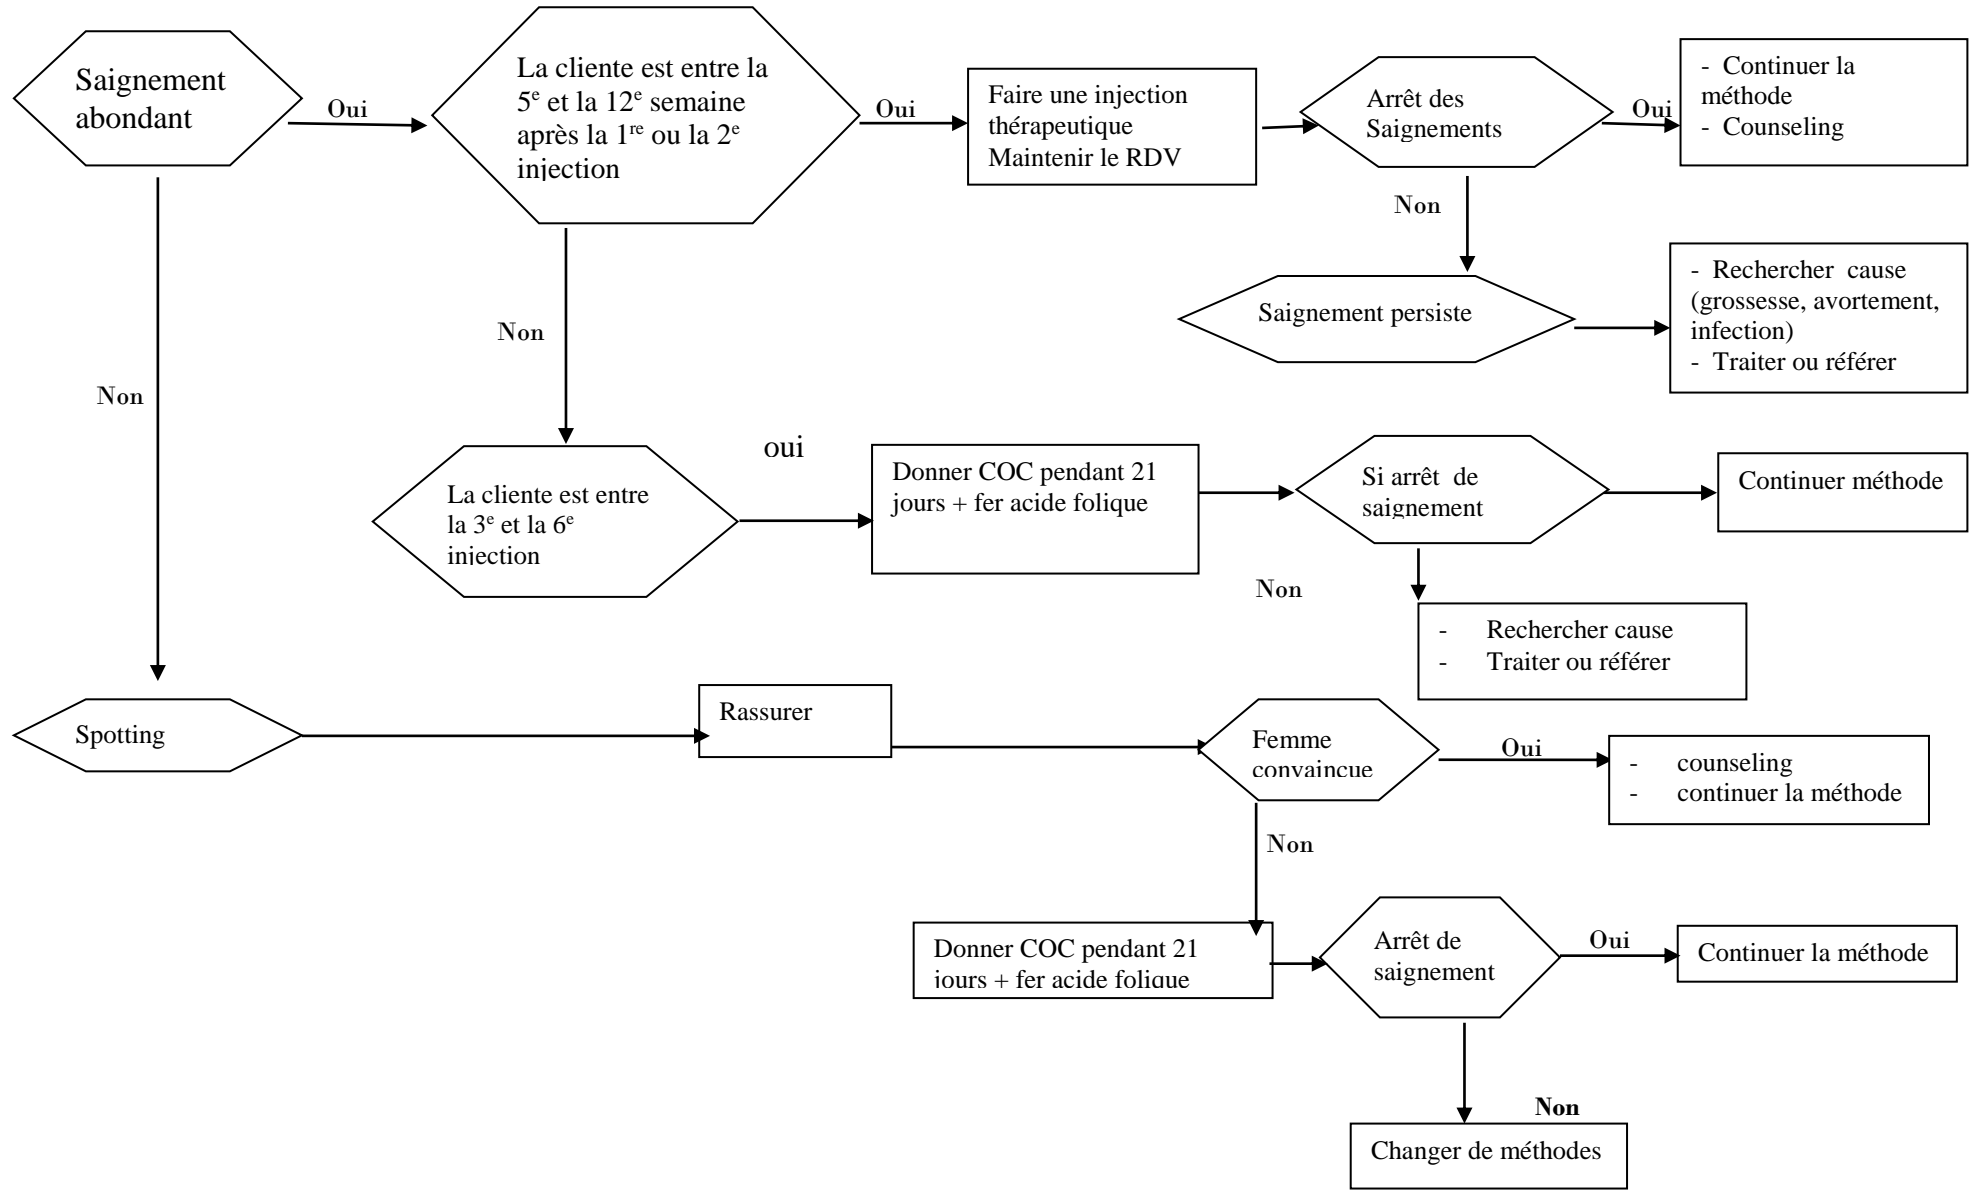 Saignement
abondant
Oui
La cliente est entre la
5e et la 12e semaine
après la 1re ou la 2e
injection
Oui
Faire une injection
thérapeutique
Maintenir le RDV
Arrêt des
Saignements
Oui
- Continuer la
méthode
- Counseling
Non
Saignement persiste
- Rechercher cause
(grossesse, avortement,
infection)
- Traiter ou référer
Non
Non
La cliente est entre
la 3e et la 6e
injection
oui
Donner COC pendant 21
jours + fer acide folique
Si arrêt de
saignement
Continuer méthode
Non
- Rechercher cause
- Traiter ou référer
Spotting
Rassurer
Femme
convaincue
Oui
- counseling
- continuer la méthode
Non
Donner COC pendant 21
jours + fer acide folique
Arrêt de
saignement
Oui
Continuer la méthode
Non
Changer de méthodes